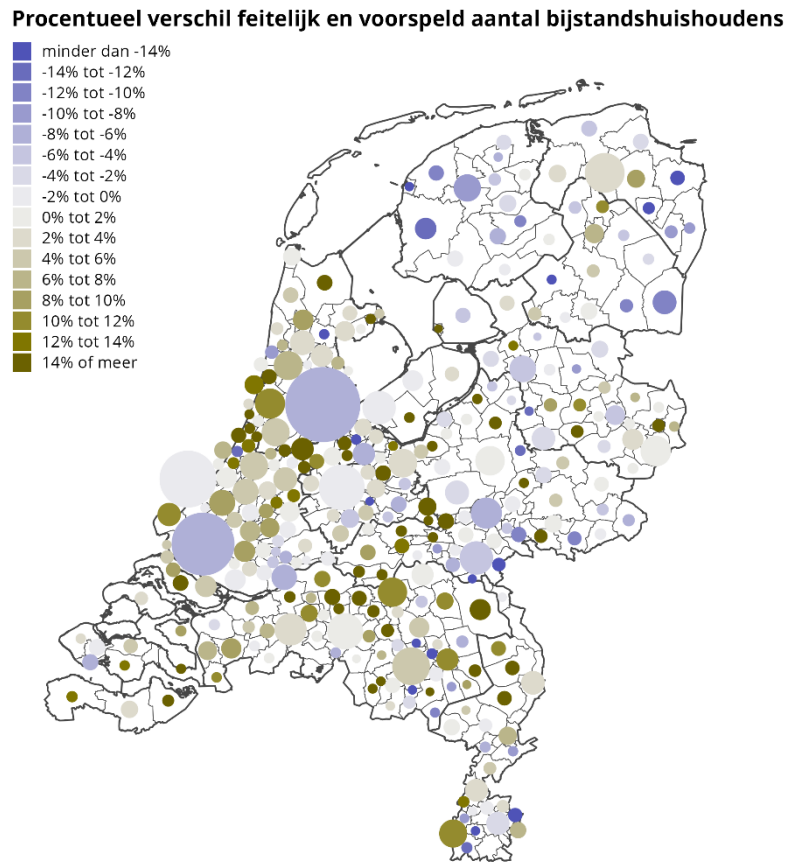 Procentueel verschil feitelijk en voorspeld aantal bijstandshuishoudens
minder dan -14%
-14% tot -12%
-12% tot -10%
-10% tot -8%
-8% tot -6%
-6% tot -4%
-4% tot -2%
-2% tot 0%
0% tot 2%
2% tot 4%
4% tot 6%
6% tot 8%
8% tot 10%
10% tot 12%
12% tot 14%
14% of meer